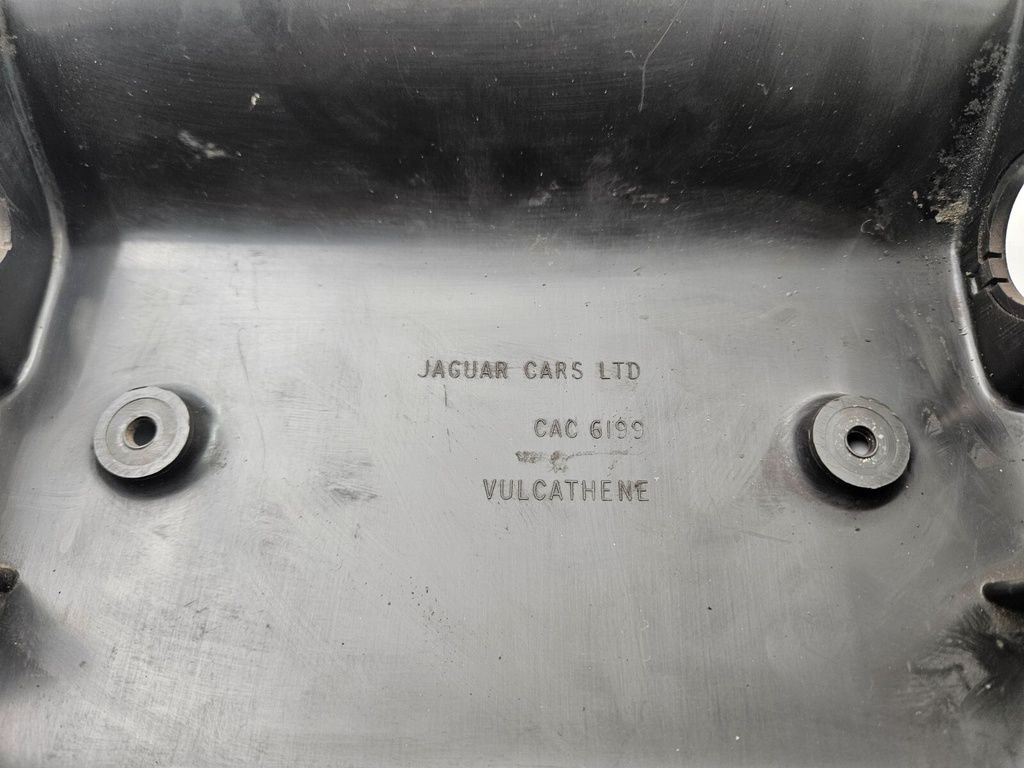 JAGUAR CARS LTD
CAC 6199
VULCATHENE